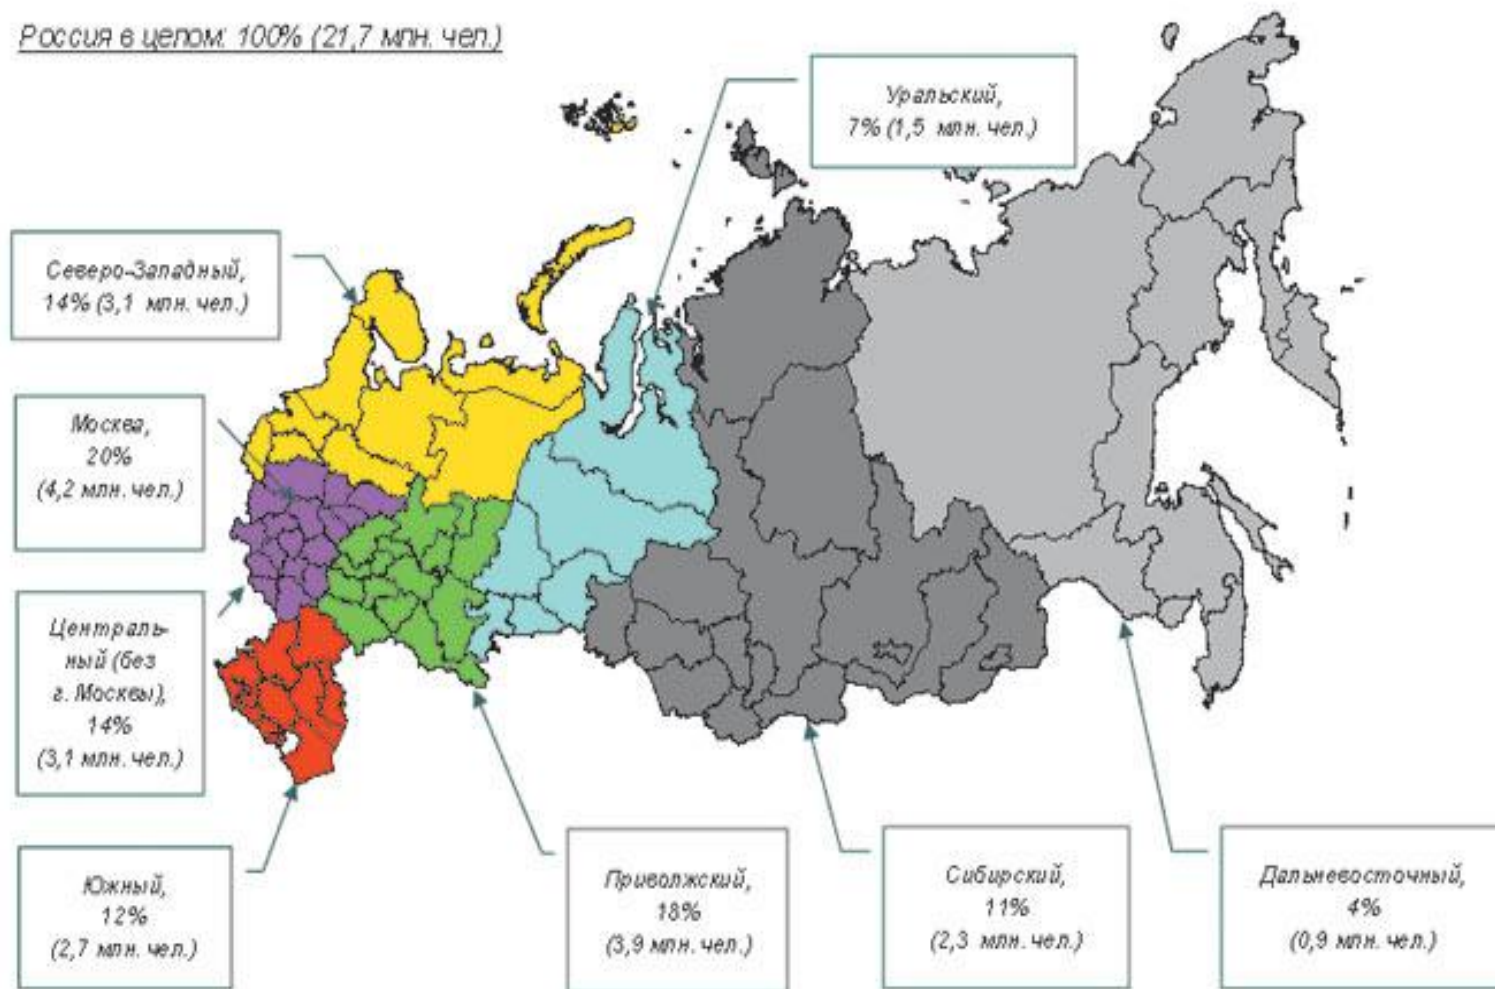 Россия в целом: 100% (21,7 млн. чел.)
Уральский,
7% (1,5 млн. чел.)
Северо-Западный,
14% (3,1 млн. чел.)
Москва,
20%
(4,2 млн. чел.)
Централь-
ный (без
г. Москвы),
14%
(3,1 млн. чел.)
Южный,
12%
(2,7 млн. чел.)
Приволжский,
18%
(3,9 млн. чел.)
Сибирский,
11%
(2,3 млн. чел.)
Дальневосточный,
4%
(0,9 млн. чел.)